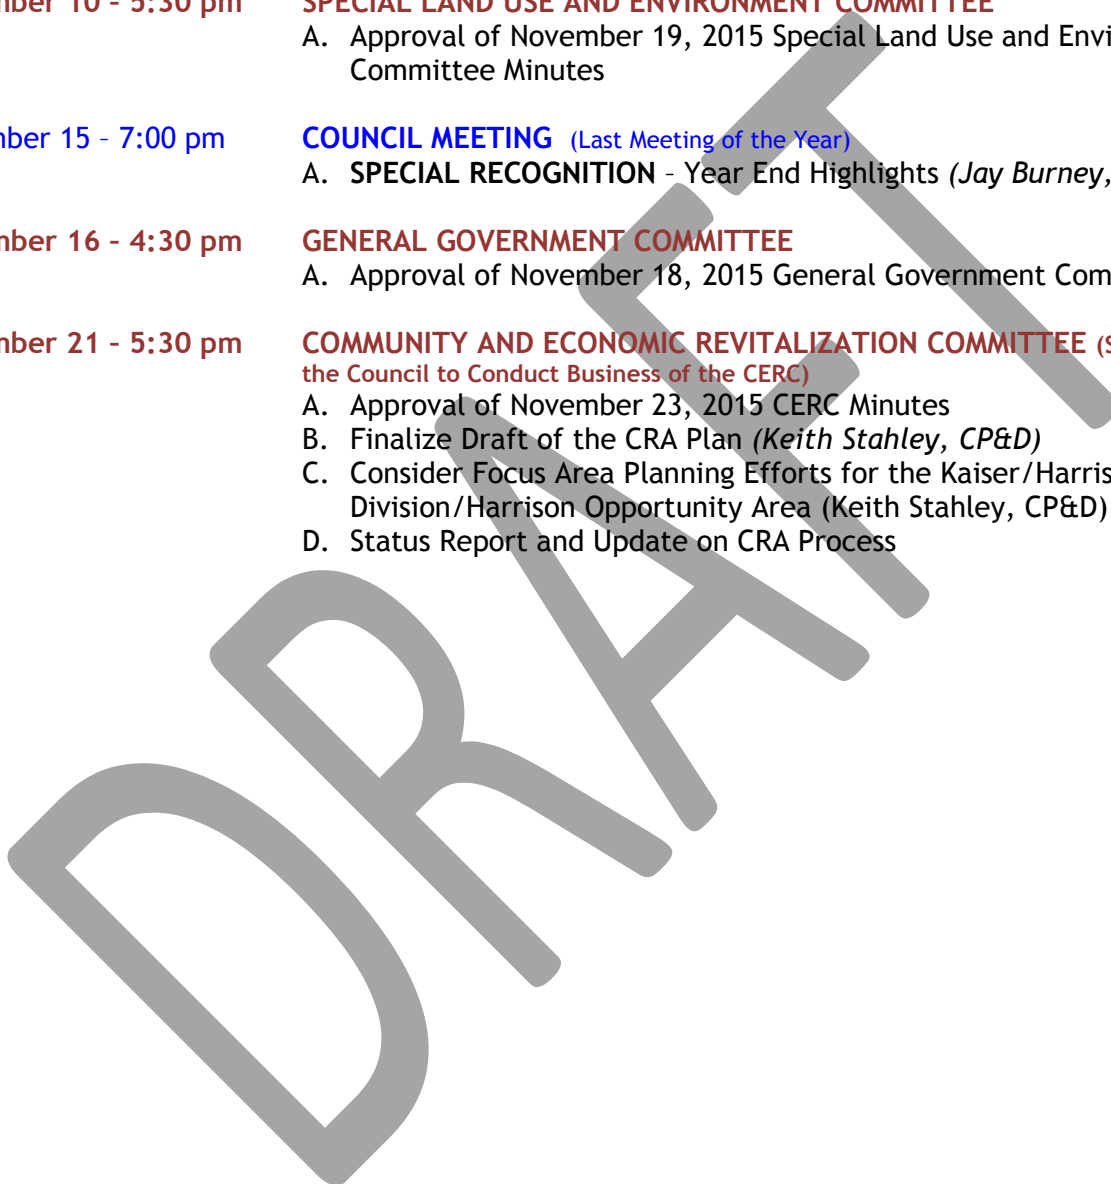 mber 10 – 5:30 pm SPECIAL LAND USE AND ENVIRONMENT COMMITTEE
A. Approval of November 19, 2015 Special Land Use and Envi
Committee Minutes
mber 15 – 7:00 pm COUNCIL MEETING (Last Meeting of the Year)
A. SPECIAL RECOGNITION – Year End Highlights (Jay Burney,
mber 16 – 4:30 pm GENERAL GOVERNMENT COMMITTEE
A. Approval of November 18, 2015 General Government Com
mber 21 – 5:30 pm COMMUNITY AND ECONOMIC REVITALIZATION COMMITTEE (S
the Council to Conduct Business of the CERC)
A. Approval of November 23, 2015 CERC Minutes
B. Finalize Draft of the CRA Plan (Keith Stahley, CP&D)
C. Consider Focus Area Planning Efforts for the Kaiser/Harris
Division/Harrison Opportunity Area (Keith Stahley, CP&D)
D. Status Report and Update on CRA Process
DRAFT